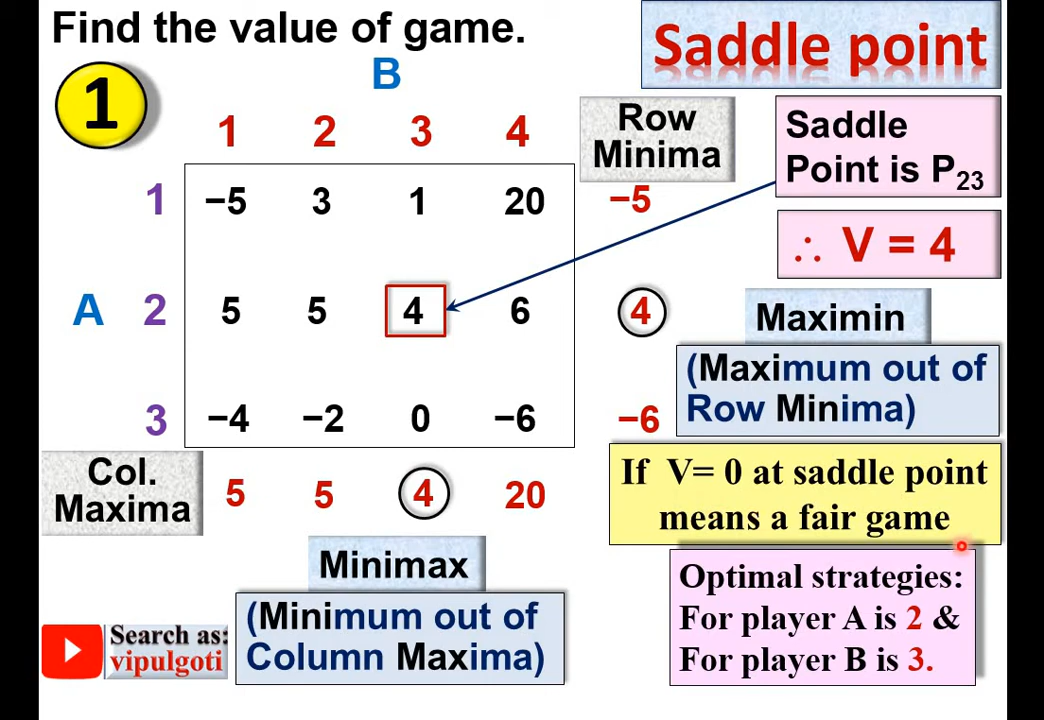 Find the value of game.
Saddle point
1
B
1 2 3 4
Row
Minima
Saddle
Point is P₂₃
1 −5 3 1 20 −5
∴ V = 4
A 2 5 5 4 6 4
Maximin
(Maximum out of
Row Minima)
3 −4 −2 0 −6 −6
Col.
Maxima
5 5 4 20
If V= 0 at saddle point
means a fair game
Minimax
(Minimum out of
Column Maxima)
Optimal strategies:
For player A is 2 &
For player B is 3.
Search as:
vipulgoti